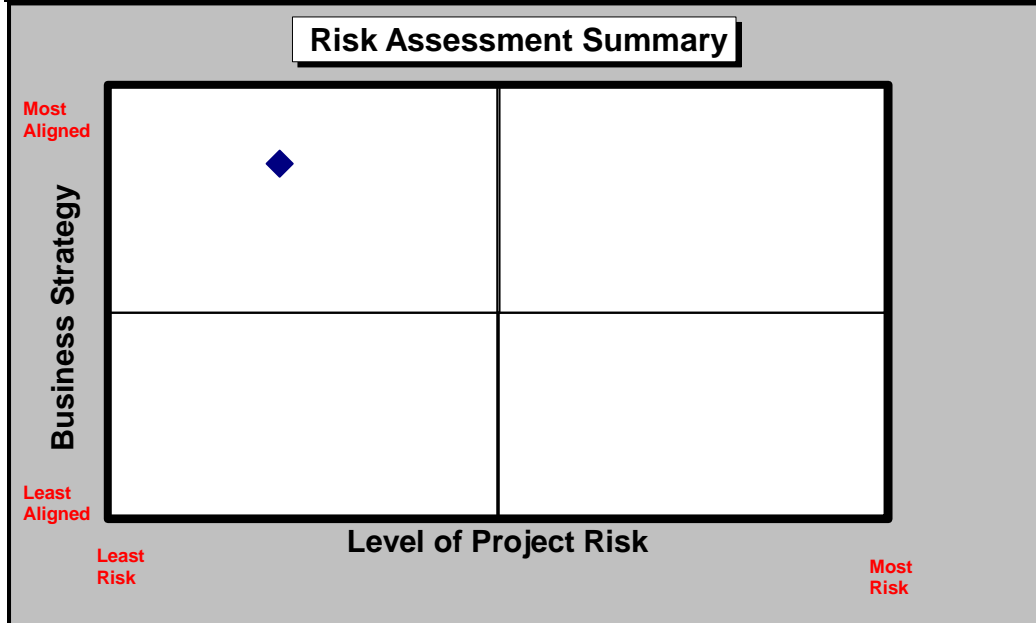 Risk Assessment Summary
Most
Aligned
Business Strategy
Least
Aligned
Level of Project Risk
Least
Risk
Most
Risk